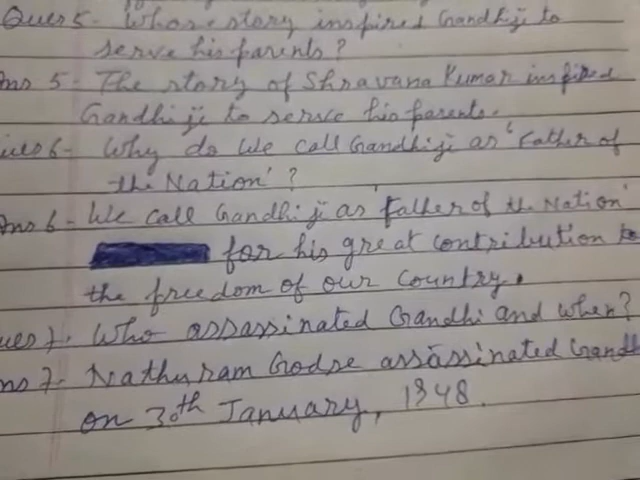 Ques 5- Whose story inspired Gandhiji to
serve his parents?
Ans 5- The story of Shravana Kumar inspired
Gandhiji to serve his parents.
Ques 6- Why do We call Gandhiji as 'Father of
the Nation'?
Ans 6- We call Gandhiji as 'Father of the Nation'
for his great contribution to
the freedom of our country.
Ques 7. Who assassinated Gandhi and when?
Ans 7. Nathuram Godse assassinated Gandhi
on 30th January, 1948.